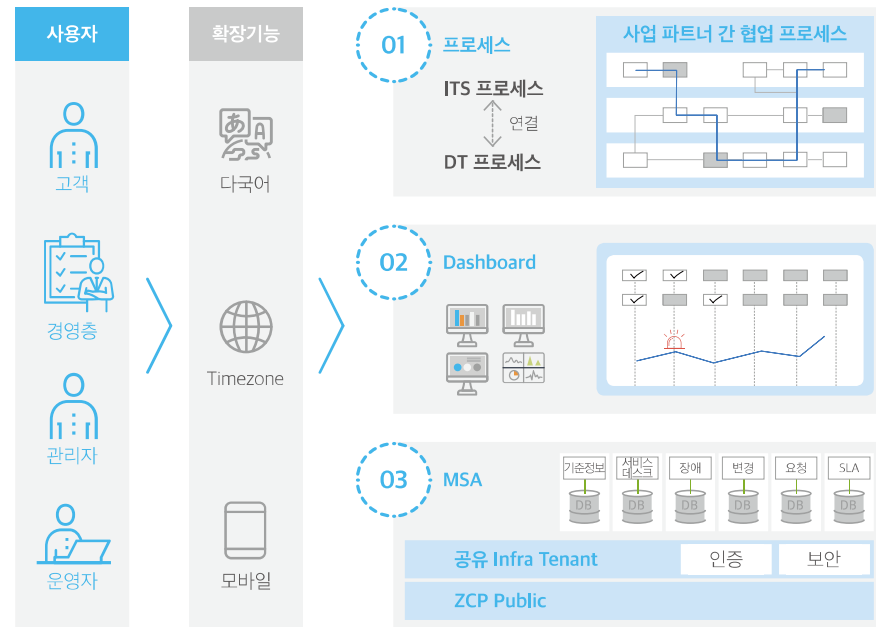 사용자
고객
경영층
관리자
운영자
확장기능
あ A
다국어
Timezone
모바일
01 프로세스
ITS 프로세스
연결
DT 프로세스
사업 파트너 간 협업 프로세스
02 Dashboard
03 MSA
기준정보
서비스
데스크
장애
변경
요청
SLA
DB DB DB DB DB DB
공유 Infra Tenant 인증 보안
ZCP Public